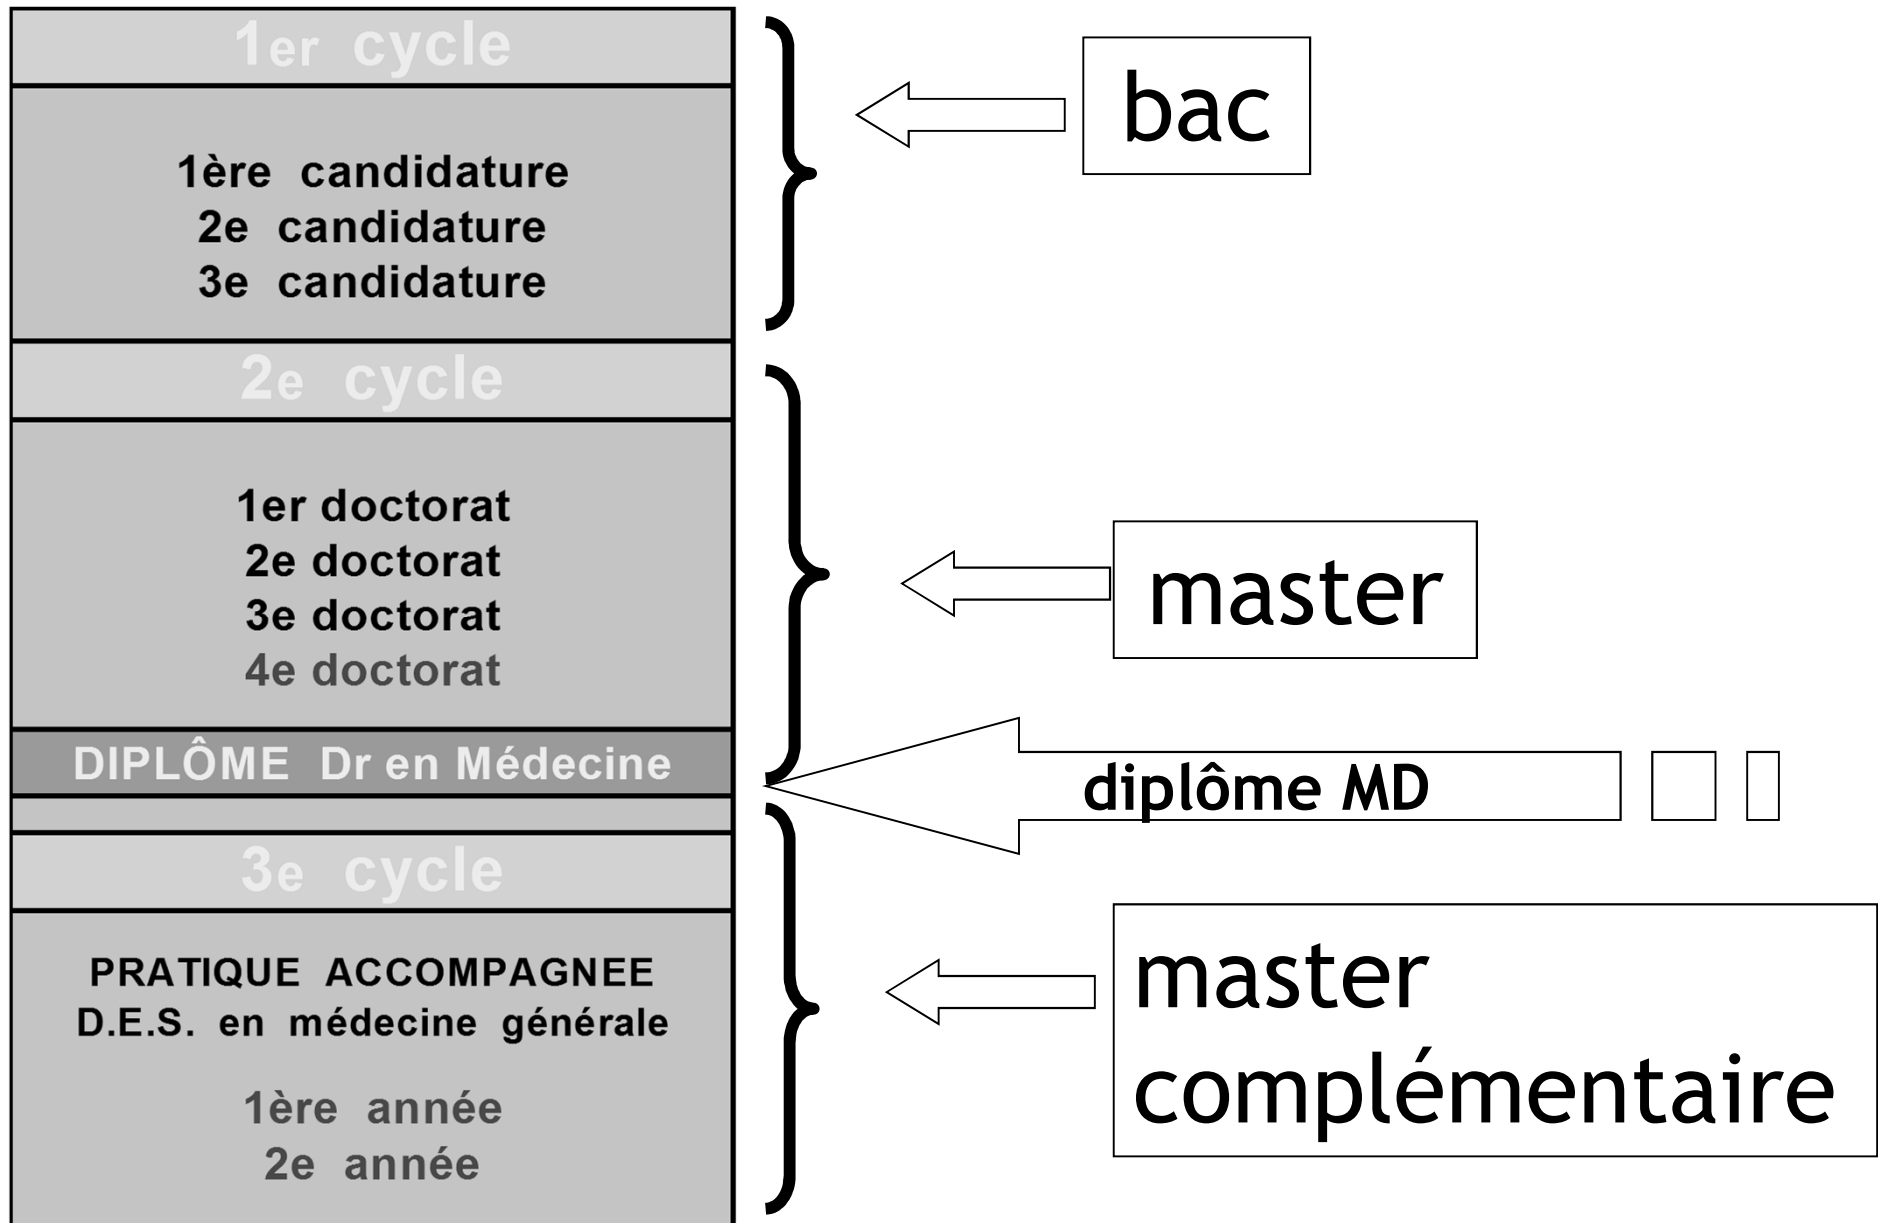 1er cycle
bac
1ère candidature
2e candidature
3e candidature
2e cycle
1er doctorat
2e doctorat
3e doctorat
4e doctorat
master
DIPLÔME Dr en Médecine
diplôme MD
3e cycle
PRATIQUE ACCOMPAGNEE
D.E.S. en médecine générale
1ère année
2e année
master
complémentaire